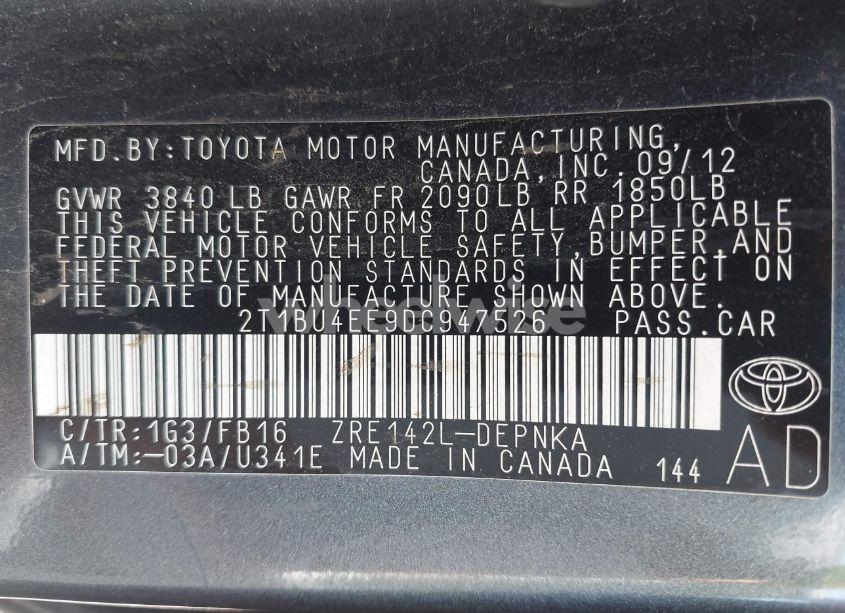 MFD.BY:TOYOTA MOTOR MANUFACTURING,
CANADA,INC.09/12
GVWR 3840 LB GAWR FR 2090LB RR 1850LB
THIS VEHICLE CONFORMS TO ALL APPLICABLE
FEDERAL MOTOR VEHICLE SAFETY,BUMPER,AND
THEFT PREVENTION STANDARDS IN EFFECT ON
THE DATE OF MANUFACTURE SHOWN ABOVE.
2T1BU4EE9DC947526 PASS.CAR
C/TR:1G3/FB16 ZRE142L-DEPNKA
A/TM:-03A/U341E MADE IN CANADA 144
AD